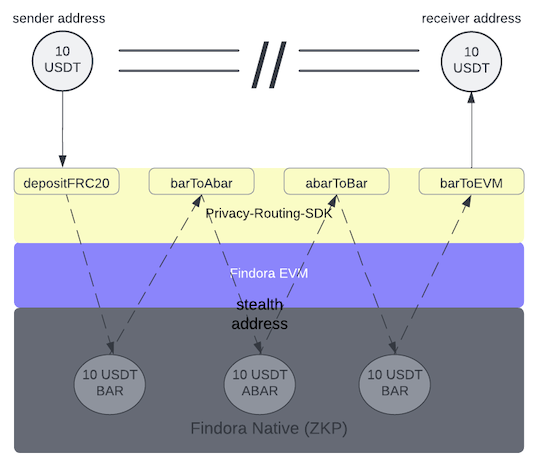 sender address
receiver address
10
USDT
10
USDT
depositFRC20
barToAbar
abarToBar
barToEVM
Privacy-Routing-SDK
Findora EVM
stealth
address
10 USDT
BAR
10 USDT
ABAR
10 USDT
BAR
Findora Native (ZKP)